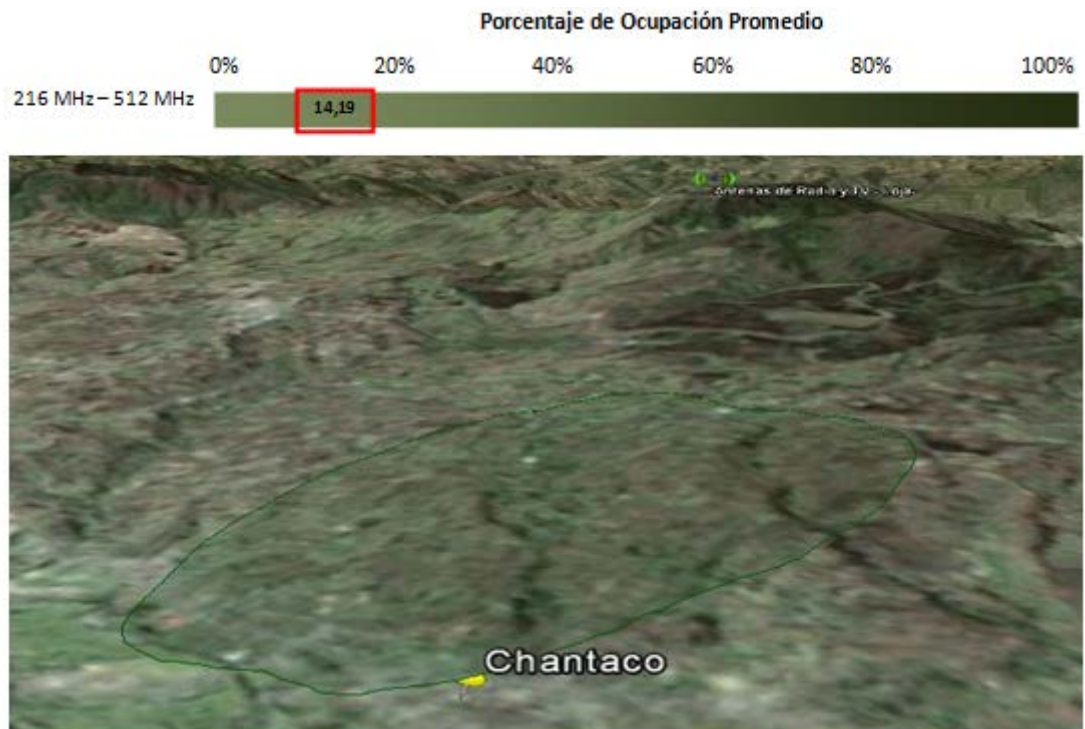 Porcentaje de Ocupación Promedio
0% 20% 40% 60% 80% 100%
216 MHz – 512 MHz
14,19
Antenas de Radio y TV - Loja
Chantaco